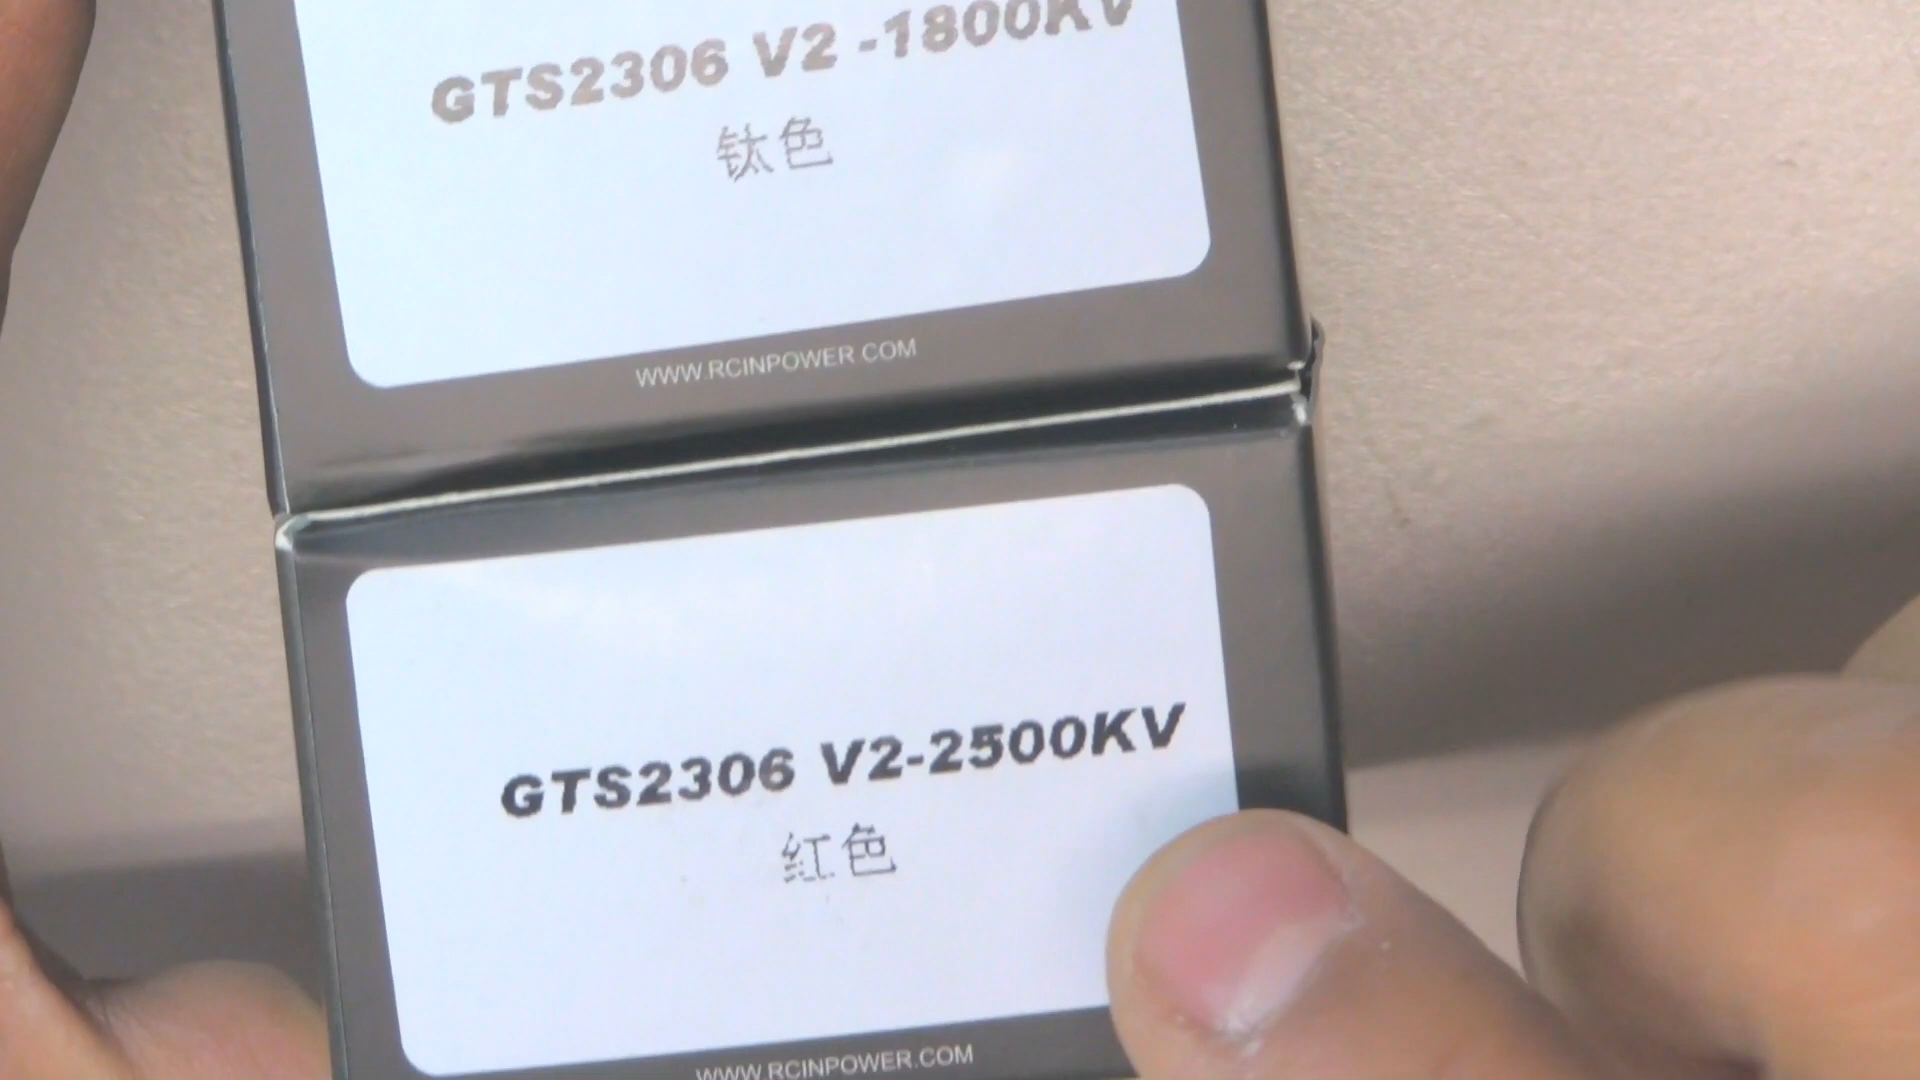 GTS2306 V2 -1800KV
钛色
WWW.RCINPOWER.COM
GTS2306 V2-2500KV
红色
WWW.RCINPOWER.COM